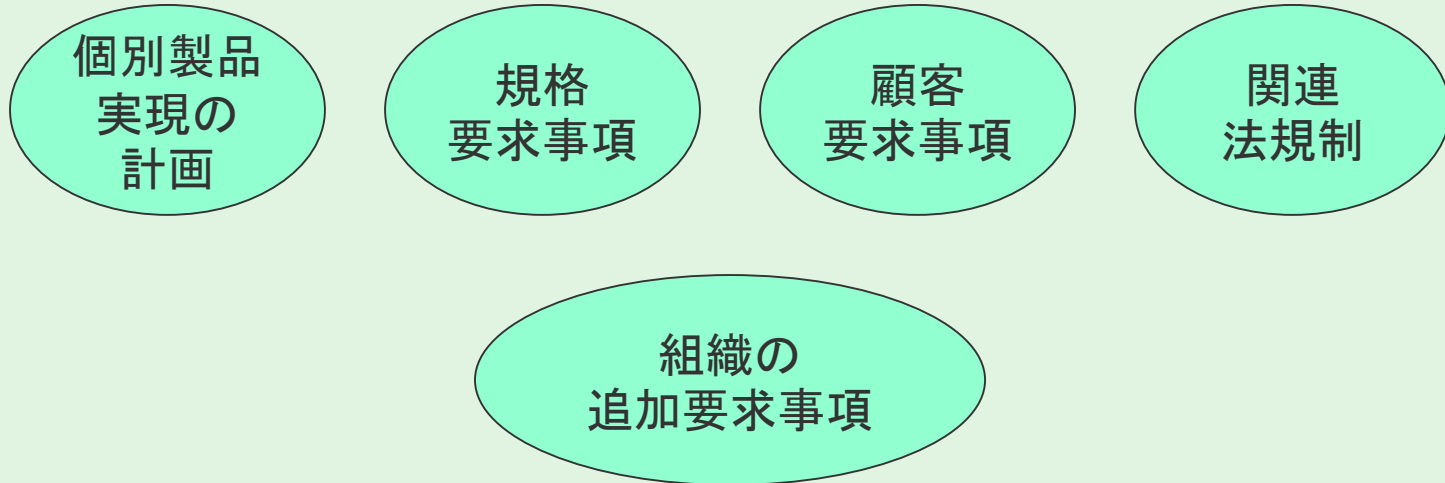 個別製品
実現の
計画
規格
要求事項
顧客
要求事項
関連
法規制
組織の
追加要求事項